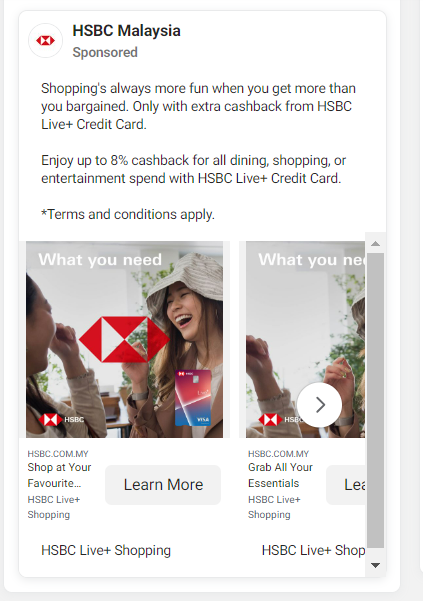 HSBC Malaysia
Sponsored
Shopping's always more fun when you get more than
you bargained. Only with extra cashback from HSBC
Live+ Credit Card.
Enjoy up to 8% cashback for all dining, shopping, or
entertainment spend with HSBC Live+ Credit Card.
*Terms and conditions apply.
What you need
HSBC
VISA
HSBC.COM.MY
Shop at Your
Favourite...
HSBC Live+
Shopping
Learn More
HSBC Live+ Shopping
What you nee
HSBC
HSBC.COM.MY
Grab All Your
Essentials
HSBC Live+
Shopping
Lea
HSBC Live+ Shop